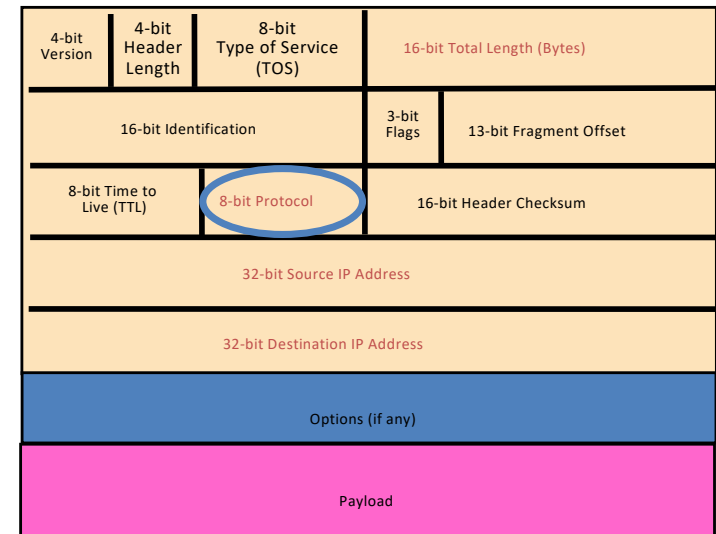 4-bit
Version
4-bit
Header
Length
8-bit
Type of Service
(TOS)
16-bit Total Length (Bytes)
16-bit Identification
3-bit
Flags
13-bit Fragment Offset
8-bit Time to
Live (TTL)
8-bit Protocol
16-bit Header Checksum
32-bit Source IP Address
32-bit Destination IP Address
Options (if any)
Payload